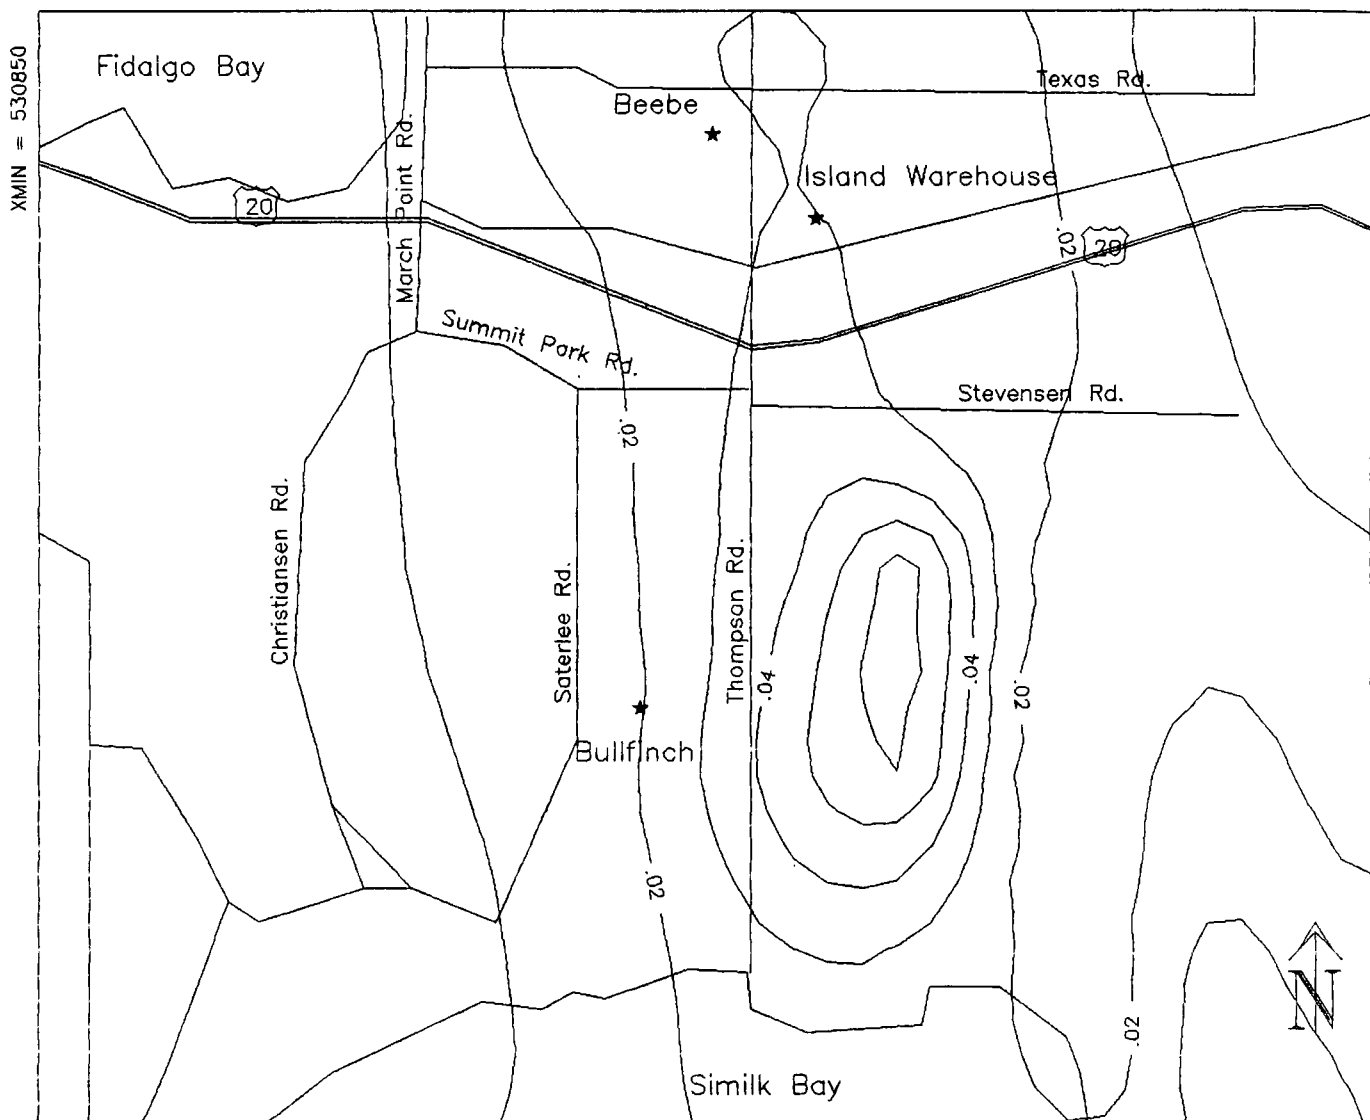 XMIN = 530850
Fidalgo Bay
Texas Rd.
Beebe
March Point Rd.
Island Warehouse
20
.02
20
Summit Park Rd.
Stevensen Rd.
.02
Christiansen Rd.
Saterlee Rd.
Thompson Rd.
.04
.04
.02
Bullfinch
.02
N
.02
Similk Bay